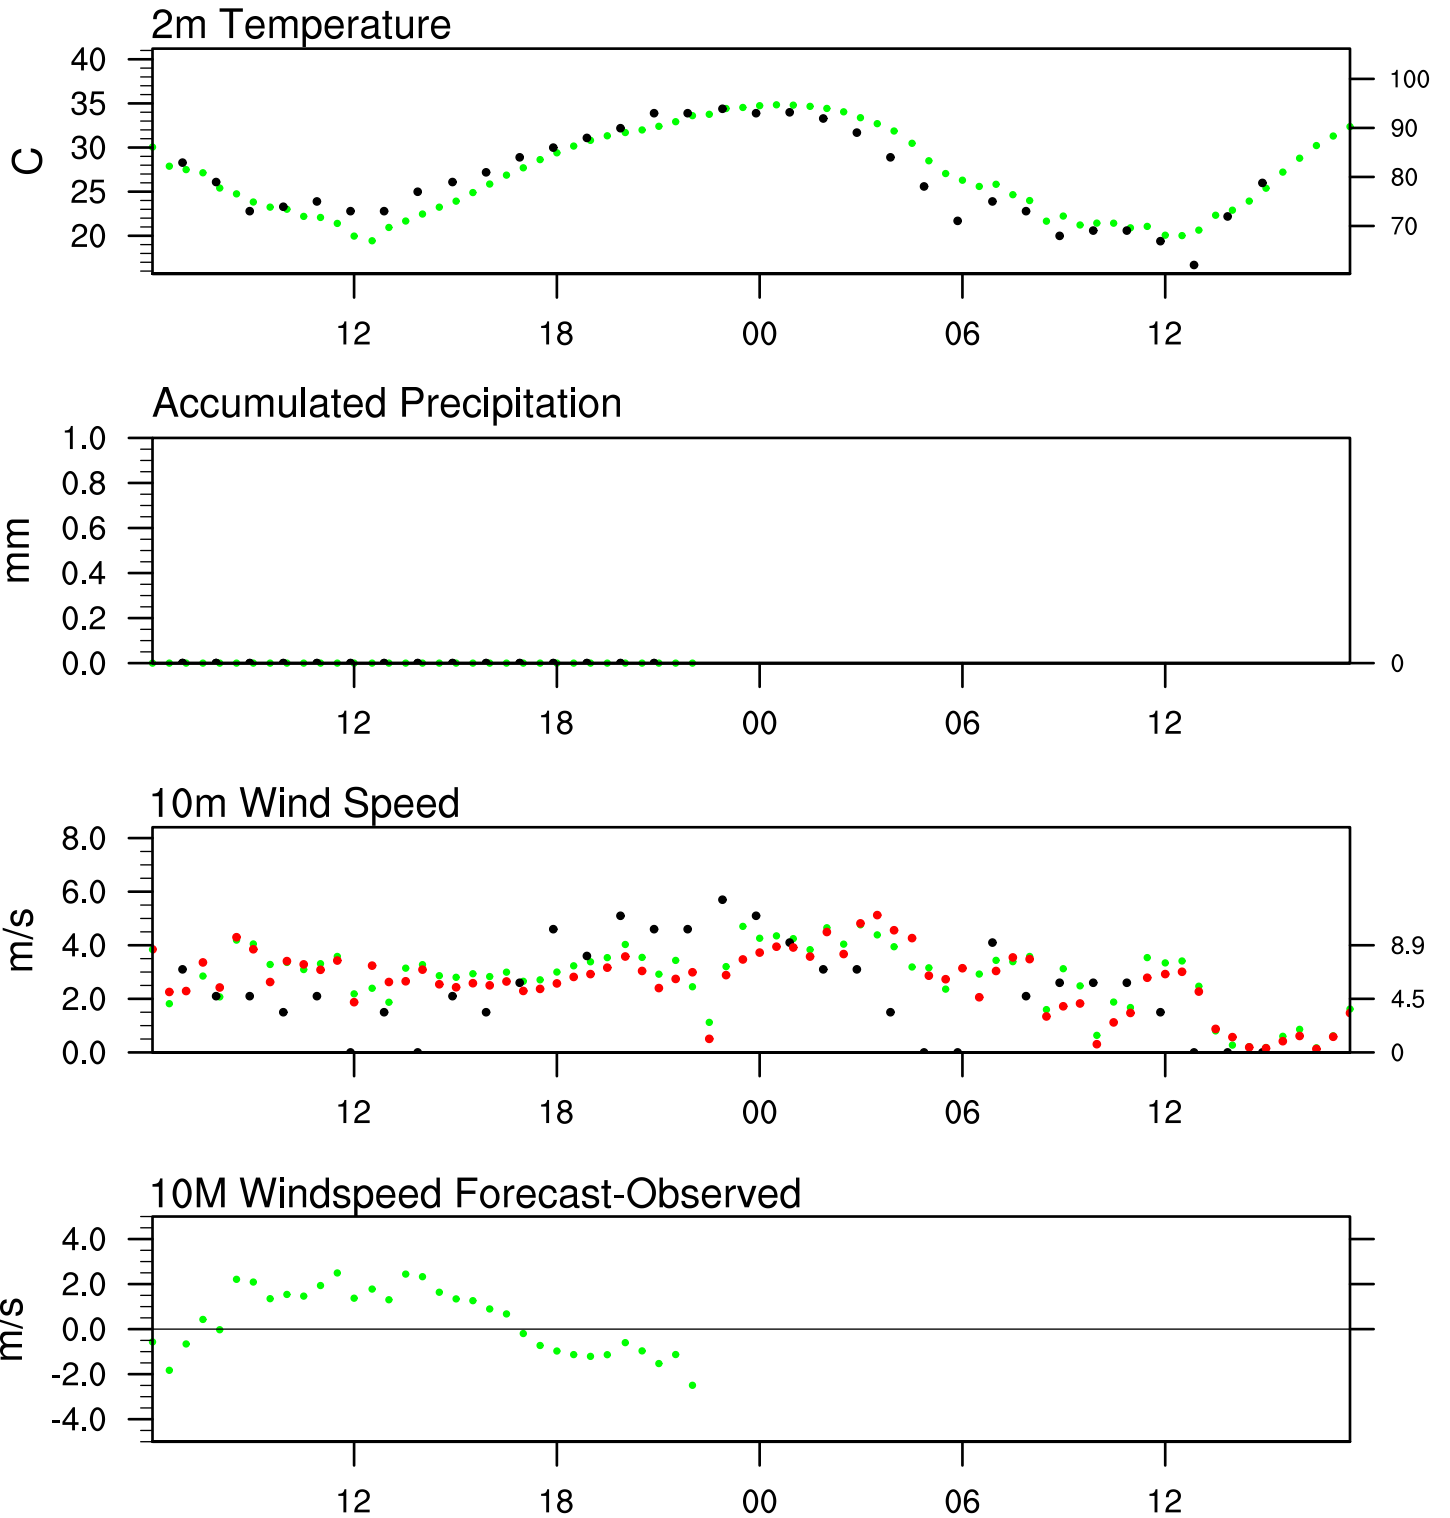 2m Temperature
40
35
30
25
20
C
100
90
80
70
12 18 00 06 12
Accumulated Precipitation
1.0
0.8
0.6
0.4
0.2
0.0
mm
0
12 18 00 06 12
10m Wind Speed
8.0
6.0
4.0
2.0
0.0
m/s
8.9
4.5
0
12 18 00 06 12
10M Windspeed Forecast-Observed
4.0
2.0
0.0
-2.0
-4.0
m/s
12 18 00 06 12